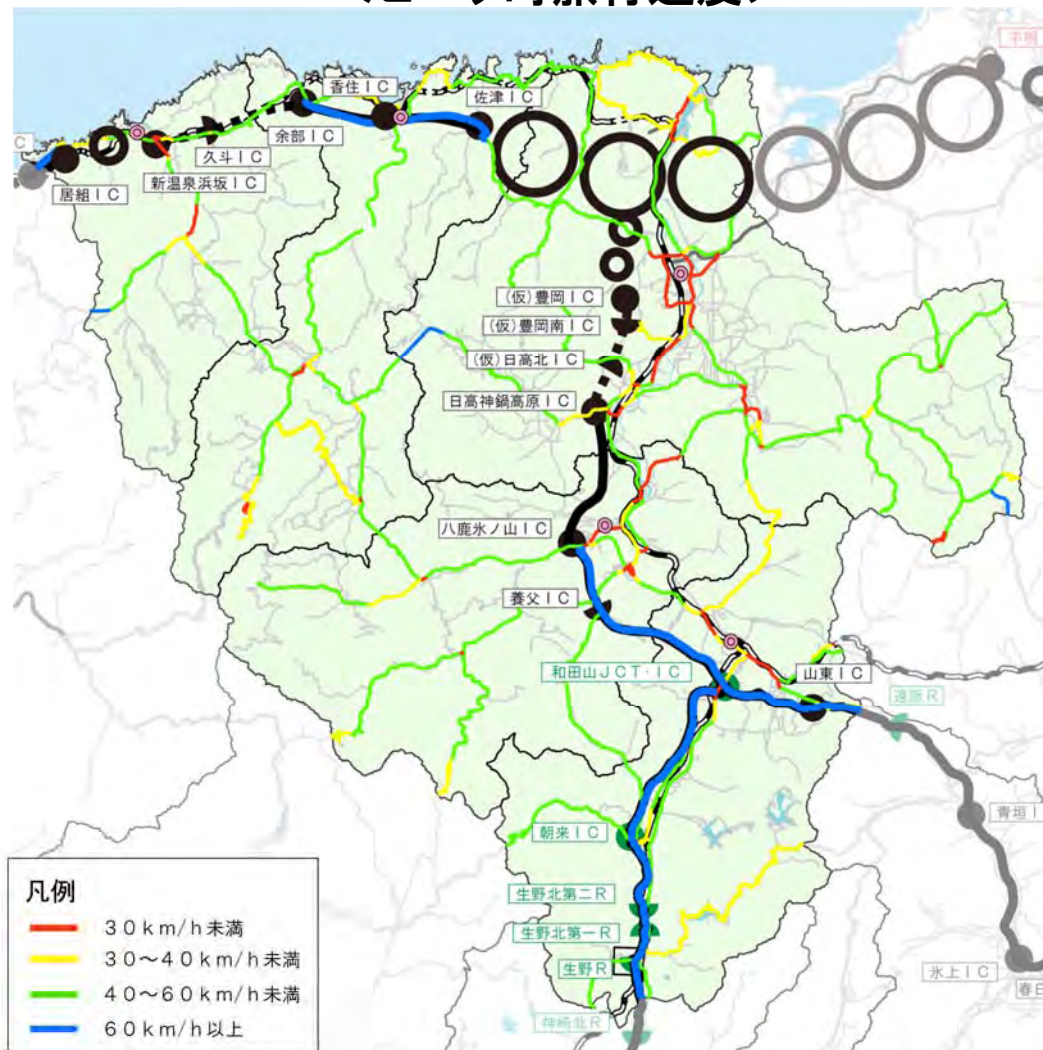 香住IC
佐津IC
余部IC
久斗IC
新温泉浜坂IC
居組IC
(仮)豊岡IC
(仮)豊岡南IC
(仮)日高北IC
日高神鍋高原IC
八鹿氷ノ山IC
養父IC
和田山JCT・IC
山東IC
遠阪R
青垣I
朝来IC
生野北第二R
生野北第一R
生野R
氷上IC
春日
神崎北R
凡例
30km/h未満
30～40km/h未満
40～60km/h未満
60km/h以上